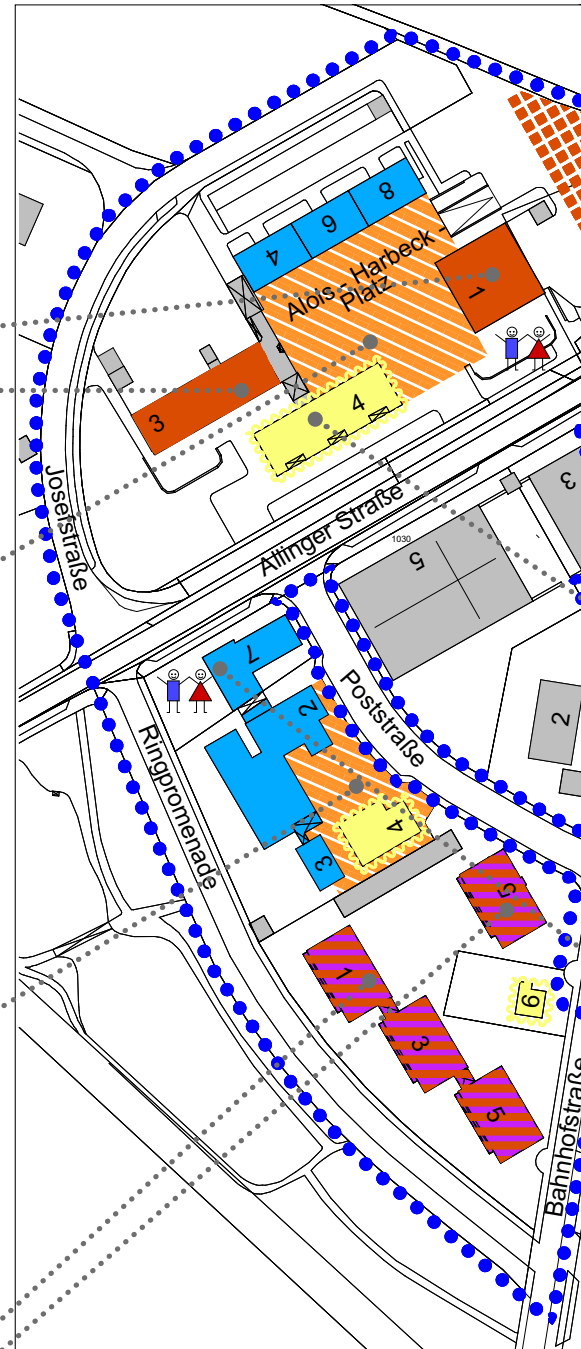 8
6
4
Alois - Harbeck -
Platz
1
3
4
3
Josefstraße
Allinger Straße
1030
5
7
2
Poststraße
2
Ringpromenade
4
3
5
1
6
3
5
Bahnhofstraße